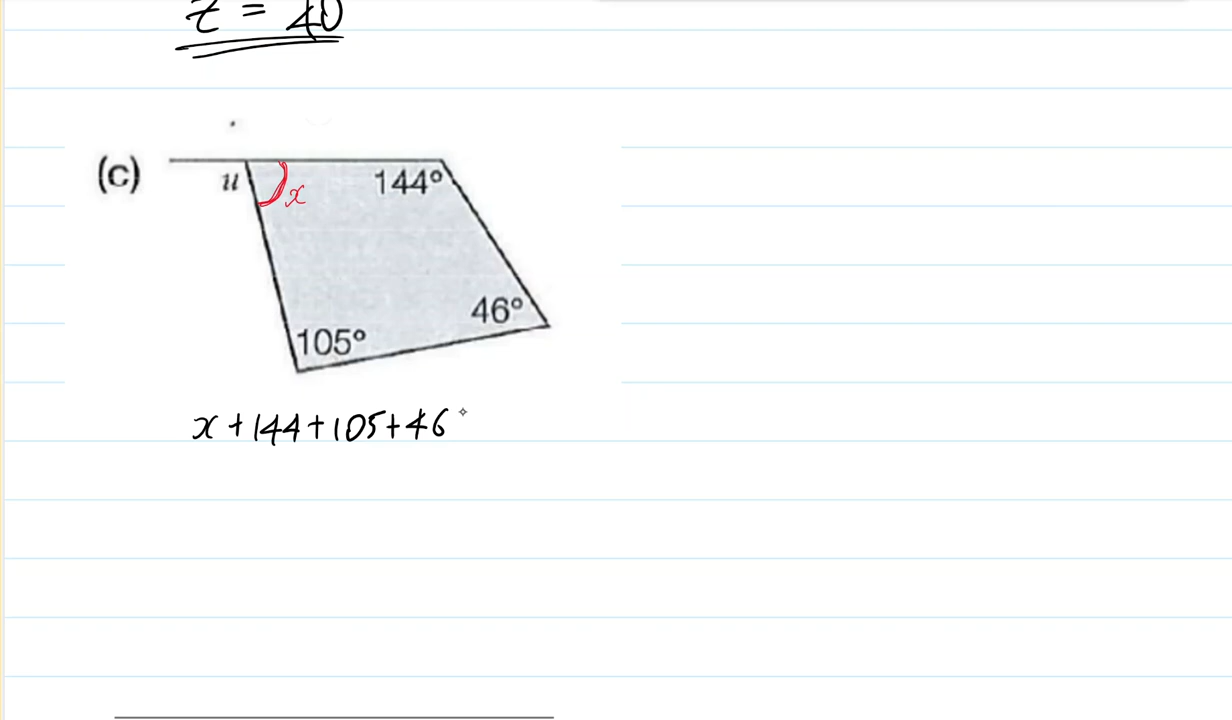 z = 40
(c)
u x 144°
46°
105°
x + 144 + 105 + 46